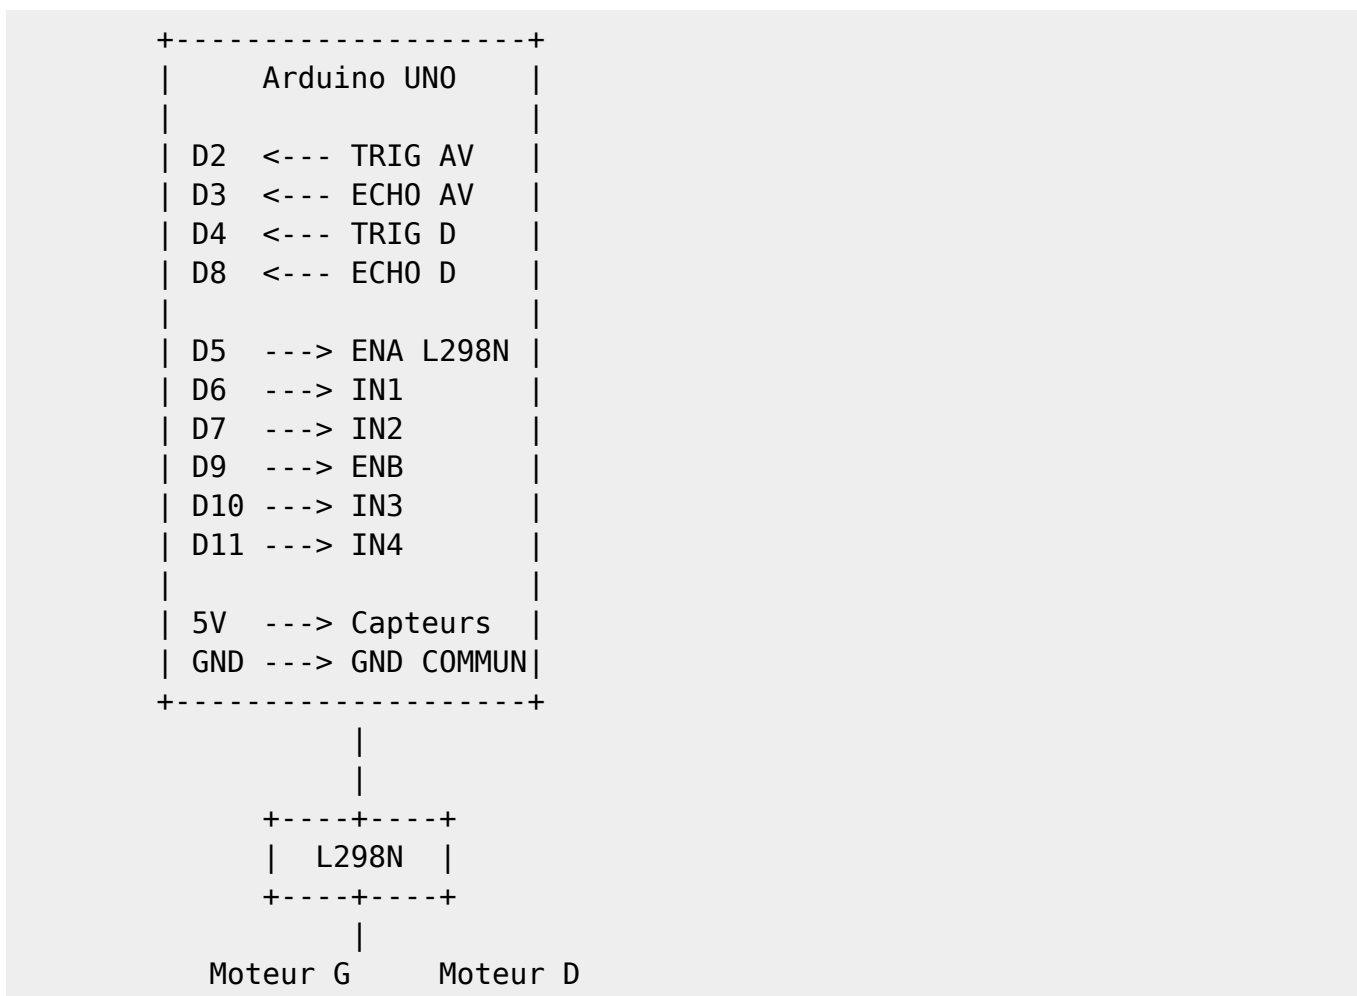 +--------------------+
|     Arduino UNO    |
|                    |
| D2  <--- TRIG AV   |
| D3  <--- ECHO AV   |
| D4  <--- TRIG D    |
| D8  <--- ECHO D    |
|                    |
| D5  ---> ENA L298N |
| D6  ---> IN1       |
| D7  ---> IN2       |
| D9  ---> ENB       |
| D10 ---> IN3       |
| D11 ---> IN4       |
|                    |
| 5V  ---> Capteurs  |
| GND ---> GND COMMUN|
+--------------------+
           |
           |
      +----+----+
      |  L298N  |
      +----+----+
           |
   Moteur G     Moteur D